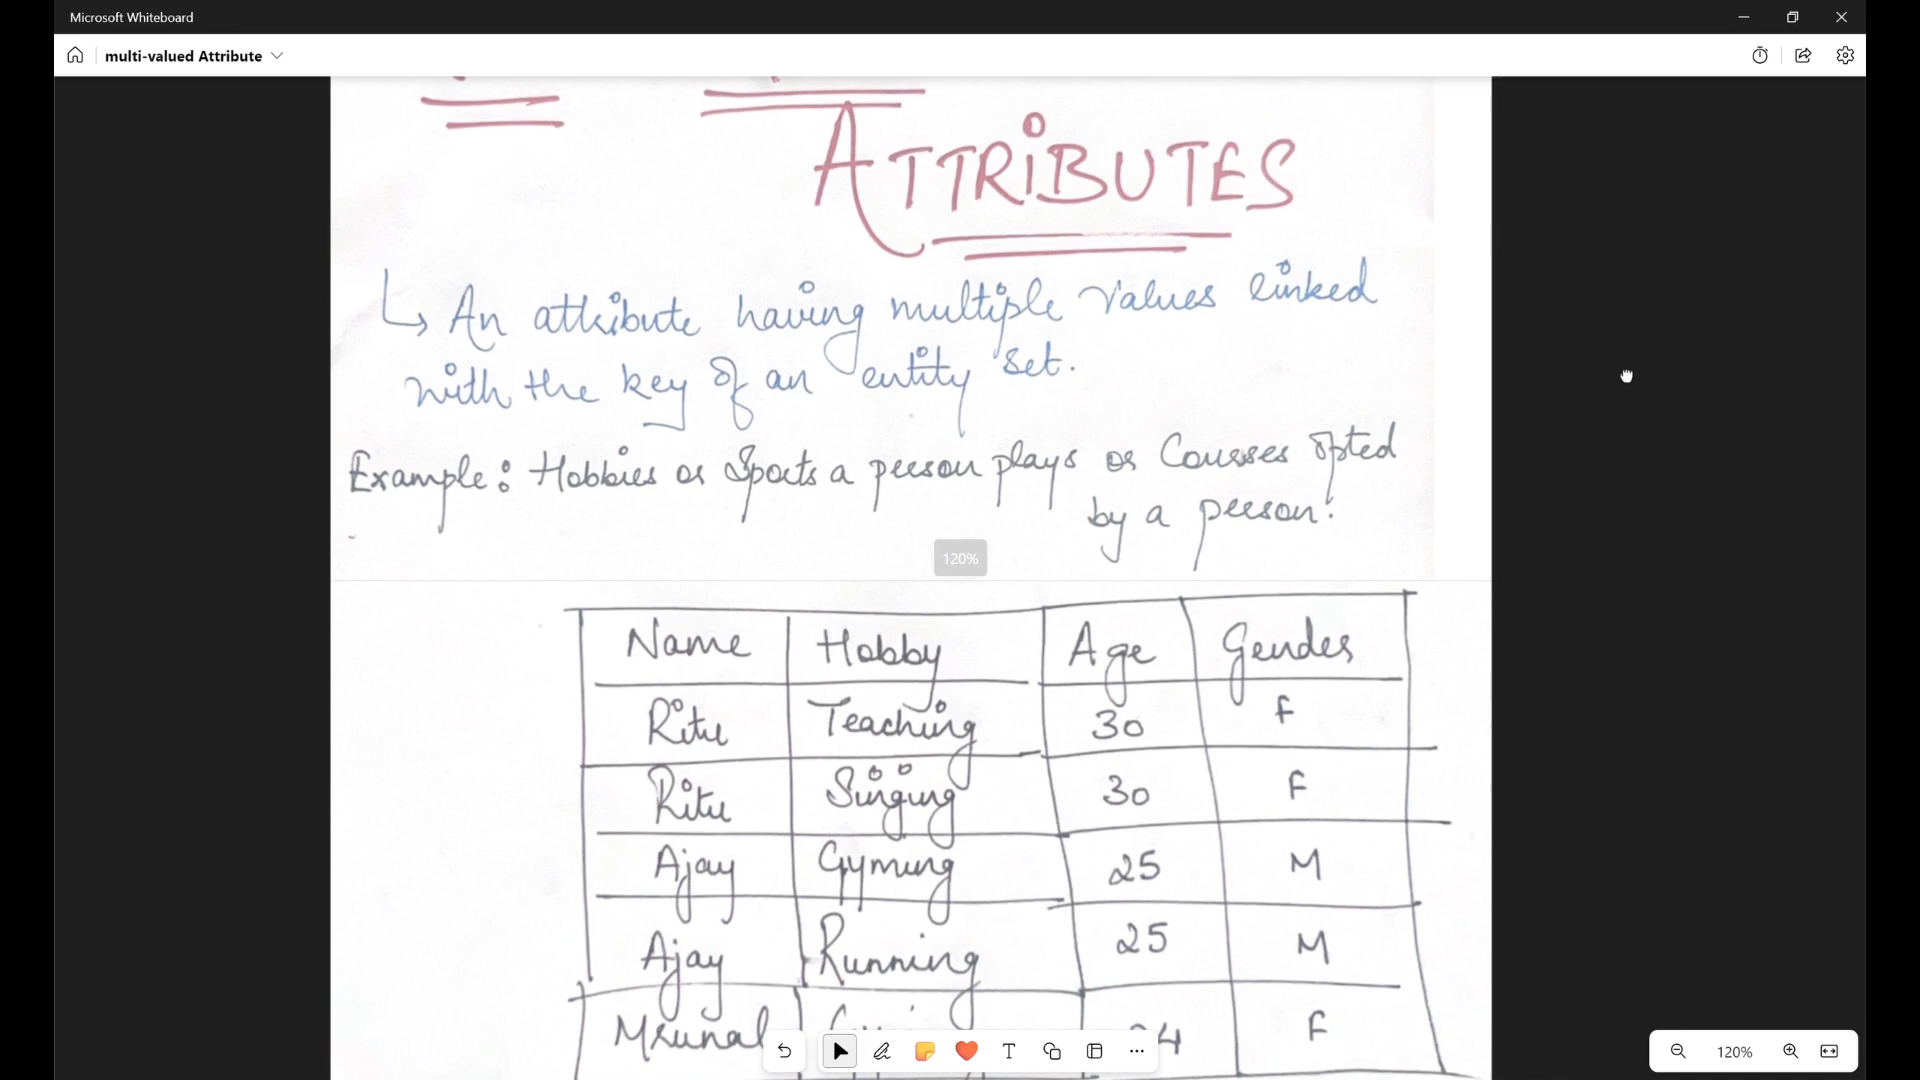 Microsoft Whiteboard
multi-valued Attribute
ATTRiBUTES
An attribute having multiple values linked
with the key of an entity set.
Example: Hobbies or Sports a person plays or Courses opted
by a person.
120%
Name Hobby Age Gender
Ritu Teaching 30 F
Ritu Singing 30 F
Ajay Gyming 25 M
Ajay Running 25 M
Mrunal 4 F
120%